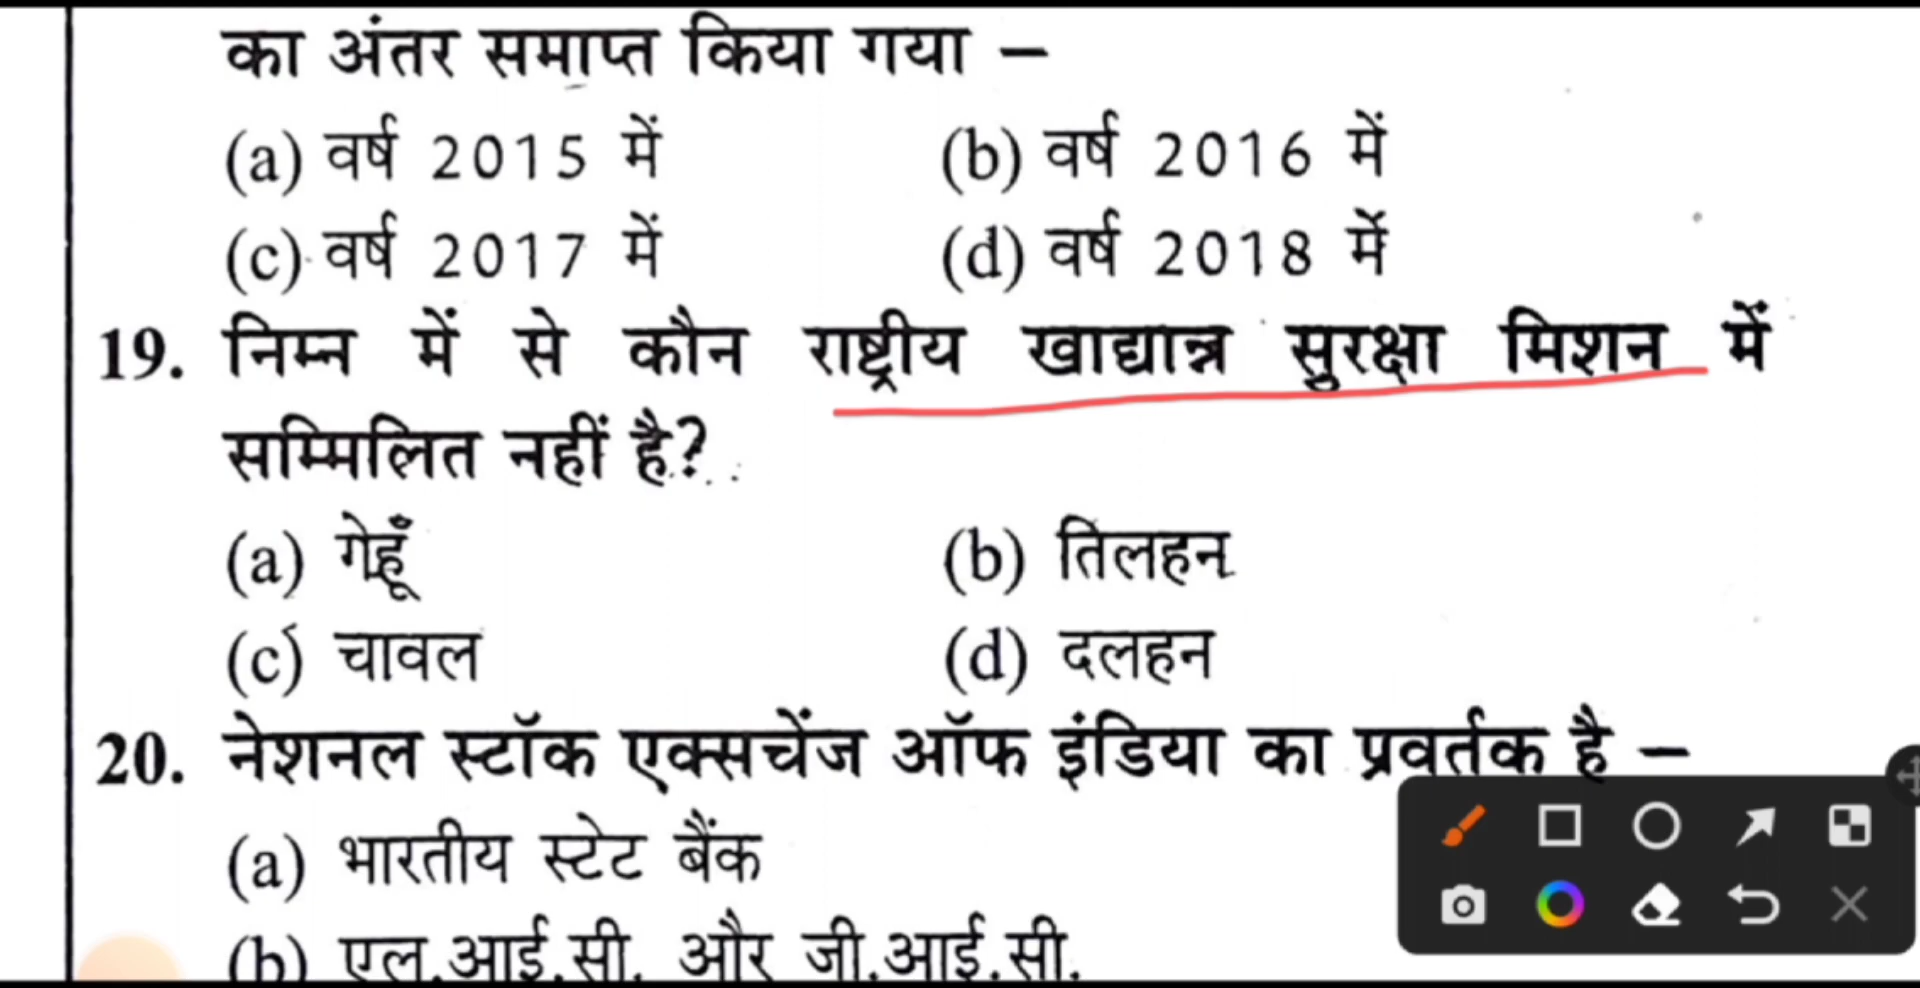 का अंतर समाप्त किया गया –
(a) वर्ष 2015 में (b) वर्ष 2016 में
(c) वर्ष 2017 में (d) वर्ष 2018 में
19. निम्न में से कौन राष्ट्रीय खाद्यान्न सुरक्षा मिशन में
सम्मिलित नहीं है?
(a) गेहूँ (b) तिलहन
(c) चावल (d) दलहन
20. नेशनल स्टॉक एक्सचेंज ऑफ इंडिया का प्रवर्तक है –
(a) भारतीय स्टेट बैंक
(b) एल.आई.सी. और जी.आई.सी.